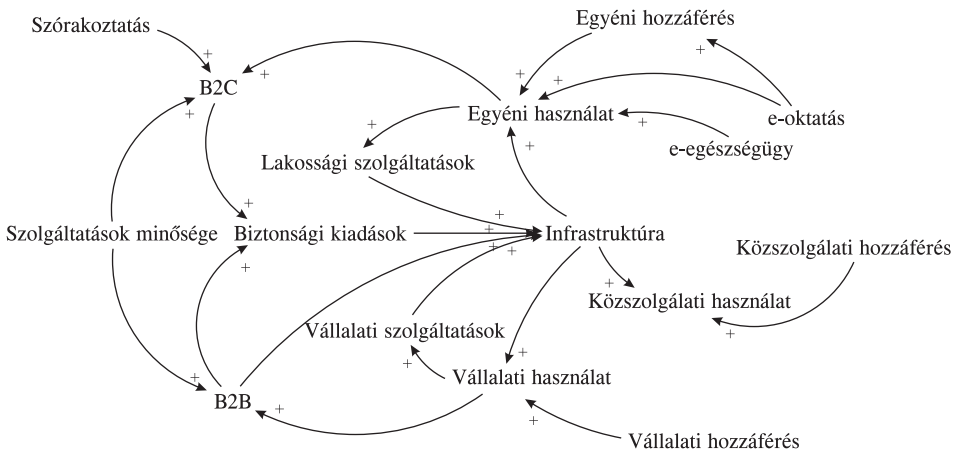 Egyéni hozzáférés
Szórakoztatás
+
+
+
+
+
B2C
+
+
Egyéni használat
e-oktatás
+
+
e-egészségügy
+
Lakossági szolgáltatások
+
+
+
Szolgáltatások minősége
Biztonsági kiadások
Infrastruktúra
+
+
+
Közszolgálati hozzáférés
+
Közszolgálati használat
Vállalati szolgáltatások
+
+
+
Vállalati használat
+
B2B
+
+
Vállalati hozzáférés